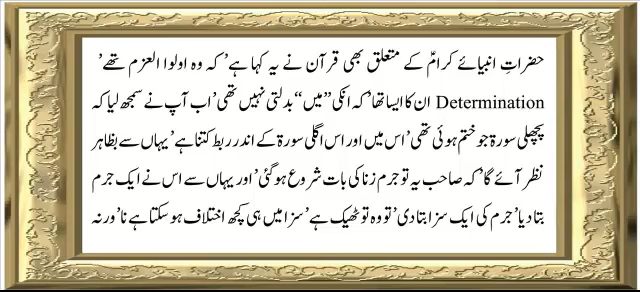 حضراتِ انبیائے کرامؑ کے متعلق بھی قرآن نے یہ کہا ہے’ کہ وہ اولوا العزم تھے’
Determination ان کا ایسا تھا’ کہ انکی ”میں“ بدلتی نہیں تھی’ اب آپ نے سمجھ لیا کہ
پچھلی سورۃ جو ختم ہوئی تھی’ اس میں اور اس اگلی سورۃ کے اندر ربط کتنا ہے’ یہاں سے بظاہر
نظر آئے گا’ کہ صاحب یہ تو جرم زنا کی بات شروع ہوگئی’ اور یہاں سے اس نے ایک جرم
بتا دیا’ جرم کی ایک سزا بتا دی’ تو وہ تو ٹھیک ہے’ سزا میں ہی کچھ اختلاف ہو سکتا ہے نا’ ورنہ